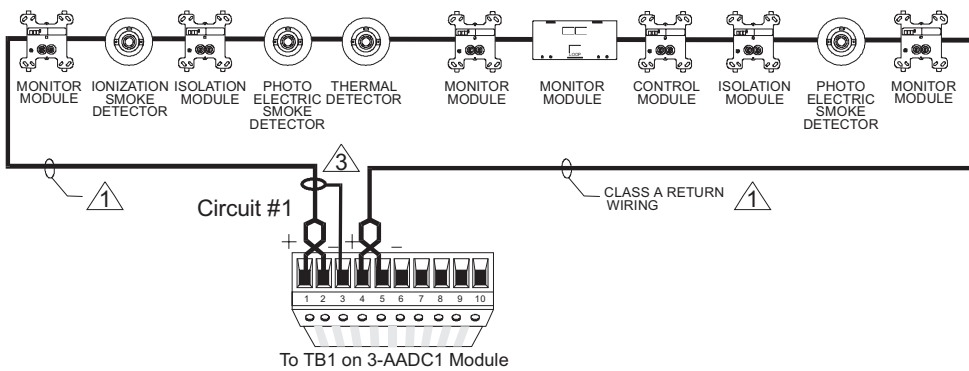 LOOP
MONITOR
MODULE
IONIZATION
SMOKE
DETECTOR
ISOLATION
MODULE
PHOTO
ELECTRIC
SMOKE
DETECTOR
THERMAL
DETECTOR
MONITOR
MODULE
MONITOR
MODULE
CONTROL
MODULE
ISOLATION
MODULE
PHOTO
ELECTRIC
SMOKE
DETECTOR
MONITOR
MODULE
3
1
CLASS A RETURN
WIRING
1
Circuit #1
+ − + −
1 2 3 4 5 6 7 8 9 10
To TB1 on 3-AADC1 Module